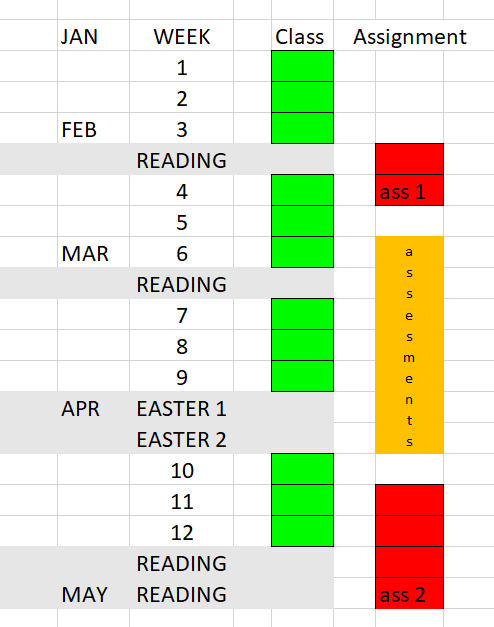 JAN WEEK Class Assignment
1
2
FEB 3
READING
4 ass 1
5
MAR 6
READING
7
8
9
APR EASTER 1
EASTER 2
assesments
10
11
12
READING
MAY READING ass 2